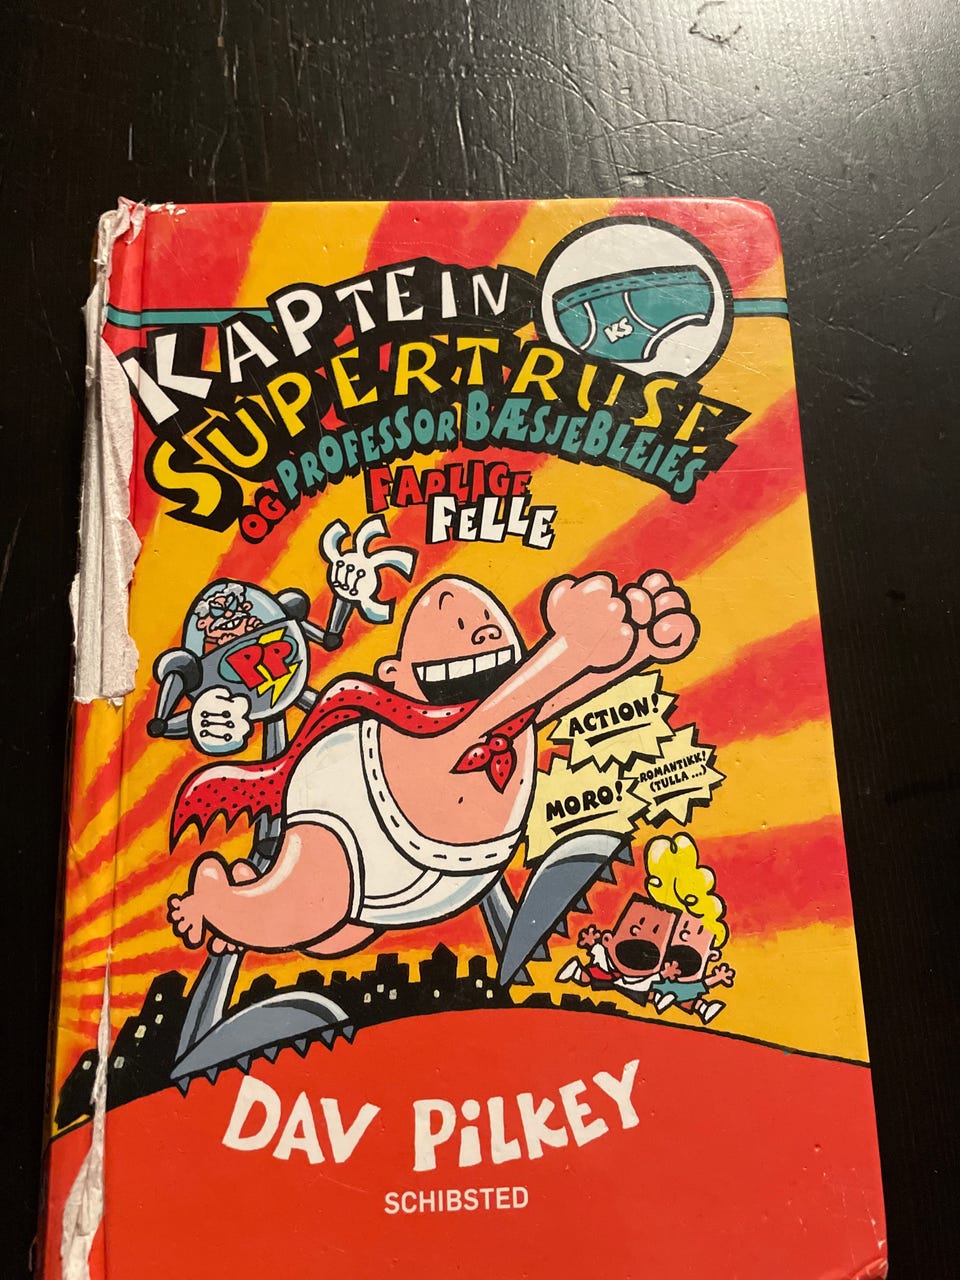 KAPTEIN
SUPERTRUSE
OG PROFESSOR BÆSJEBLEIES
FARLIGE
FELLE
KS
PP
ACTION!
ROMANTIKK!
(TULLA ...)
MORO!
DAV PILKEY
SCHIBSTED